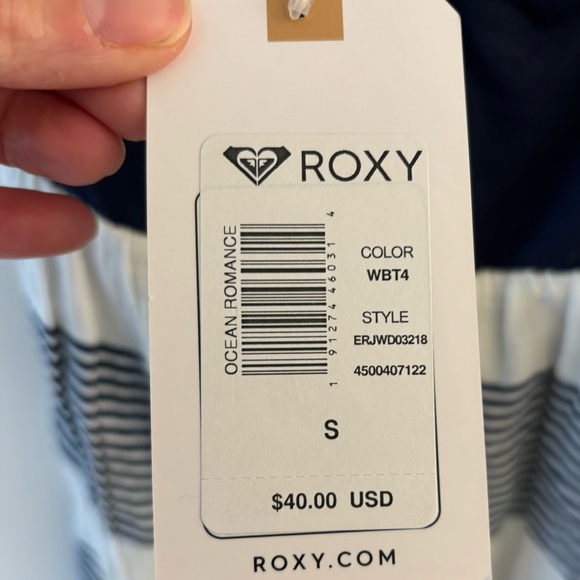 ROXY
OCEAN ROMANCE
1 91274 46031 4
COLOR
WBT4
STYLE
ERJWD03218
4500407122
S
$40.00 USD
ROXY.COM